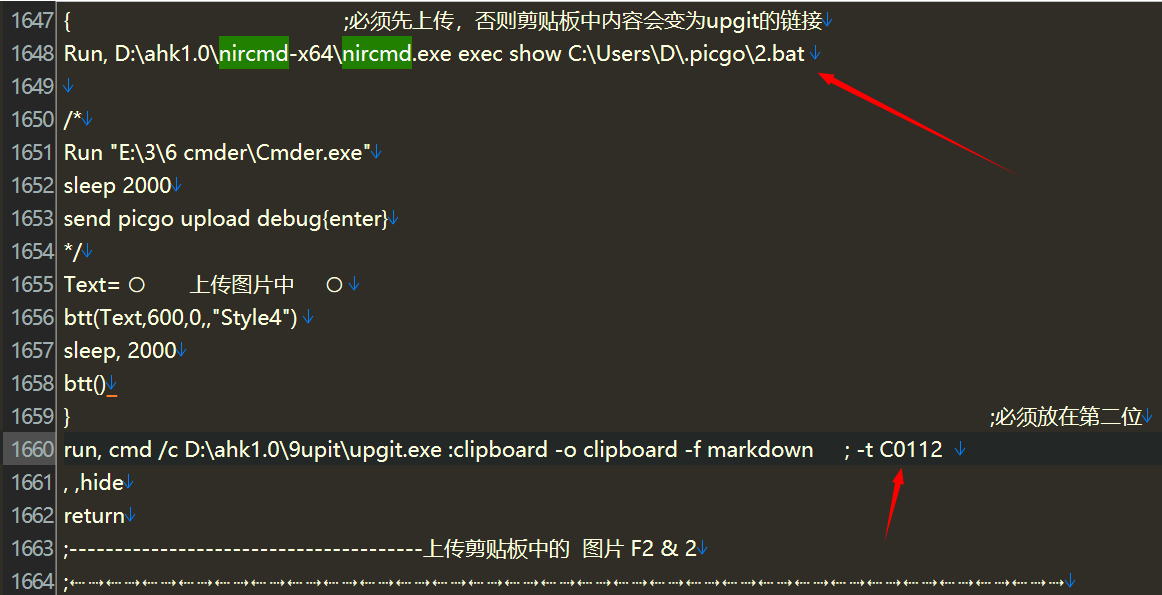 1647 { ;必须先上传，否则剪贴板中内容会变为upgit的链接↓
1648 Run, D:\ahk1.0\nircmd-x64\nircmd.exe exec show C:\Users\D\.picgo\2.bat ↓
1649 ↓
1650 /*↓
1651 Run "E:\3\6 cmder\Cmder.exe"↓
1652 sleep 2000↓
1653 send picgo upload debug{enter}↓
1654 */↓
1655 Text= ○ 上传图片中 ○ ↓
1656 btt(Text,600,0,,"Style4") ↓
1657 sleep, 2000↓
1658 btt()↓
1659 } ;必须放在第二位↓
1660 run, cmd /c D:\ahk1.0\9upit\upgit.exe :clipboard -o clipboard -f markdown ; -t C0112 ↓
1661 , ,hide↓
1662 return↓
1663 ;---------------------------------------上传剪贴板中的 图片 F2 & 2↓
1664 ;⇠⇢⇠⇢⇠⇢⇠⇢⇠⇢⇠⇢⇠⇢⇠⇢⇠⇢⇠⇢⇠⇢⇠⇢⇠⇢⇠⇢⇠⇢⇠⇢⇠⇢⇠⇢⇠⇢⇠⇢⇠⇢⇠⇢⇠⇢⇠⇢⇠⇢⇠⇢⇠⇢↓